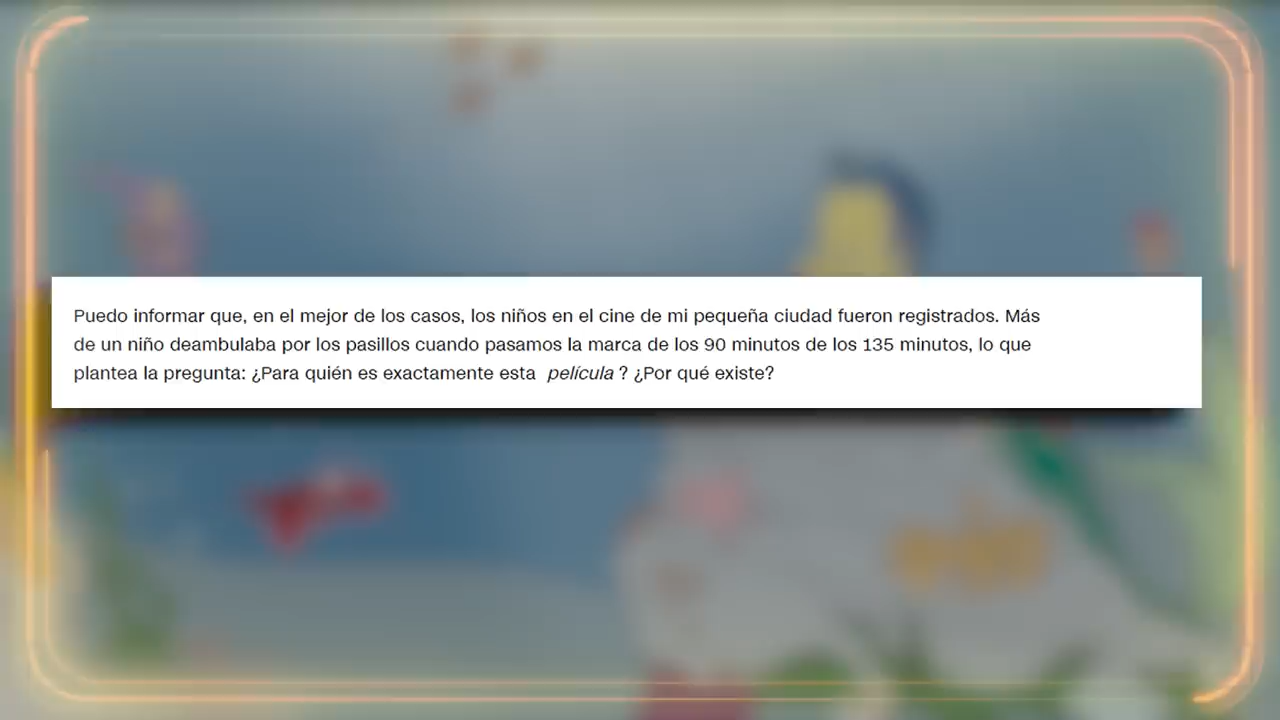 Puedo informar que, en el mejor de los casos, los niños en el cine de mi pequeña ciudad fueron registrados. Más
de un niño deambulaba por los pasillos cuando pasamos la marca de los 90 minutos de los 135 minutos, lo que
plantea la pregunta: ¿Para quién es exactamente esta película ? ¿Por qué existe?